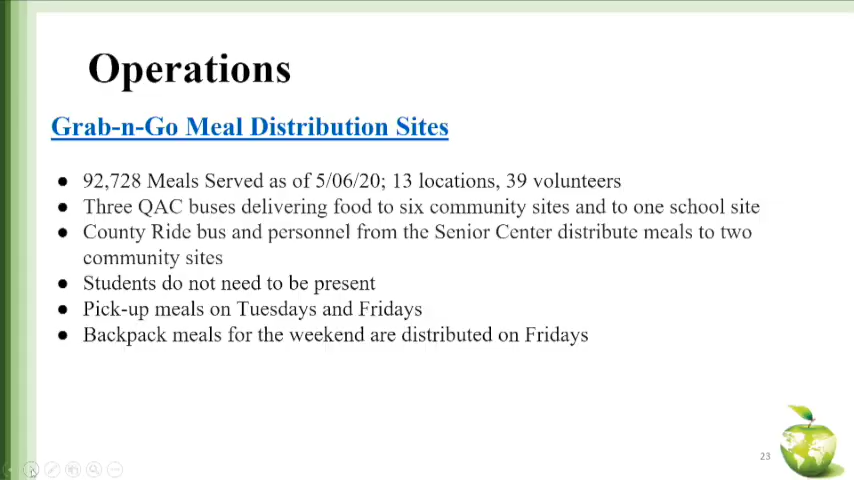 Operations
Grab-n-Go Meal Distribution Sites
● 92,728 Meals Served as of 5/06/20; 13 locations, 39 volunteers
● Three QAC buses delivering food to six community sites and to one school site
● County Ride bus and personnel from the Senior Center distribute meals to two
community sites
● Students do not need to be present
● Pick-up meals on Tuesdays and Fridays
● Backpack meals for the weekend are distributed on Fridays
23